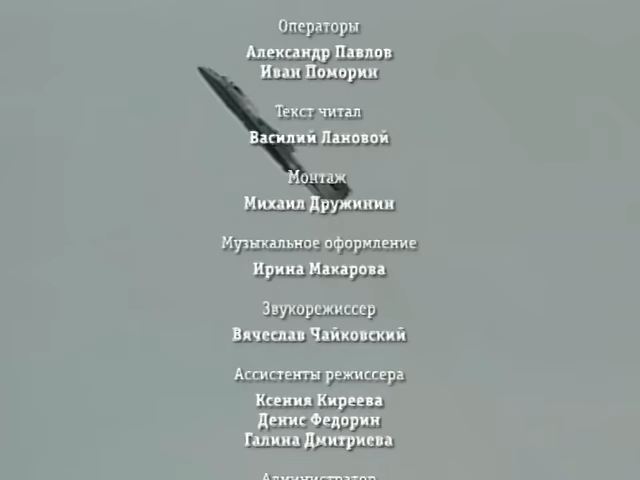 Операторы
Александр Павлов
Иван Поморин
Текст читал
Василий Лановой
Монтаж
Михаил Дружинин
Музыкальное оформление
Ирина Макарова
Звукорежиссер
Вячеслав Чайковский
Ассистенты режиссера
Ксения Киреева
Денис Федорин
Галина Дмитриева
Администратор